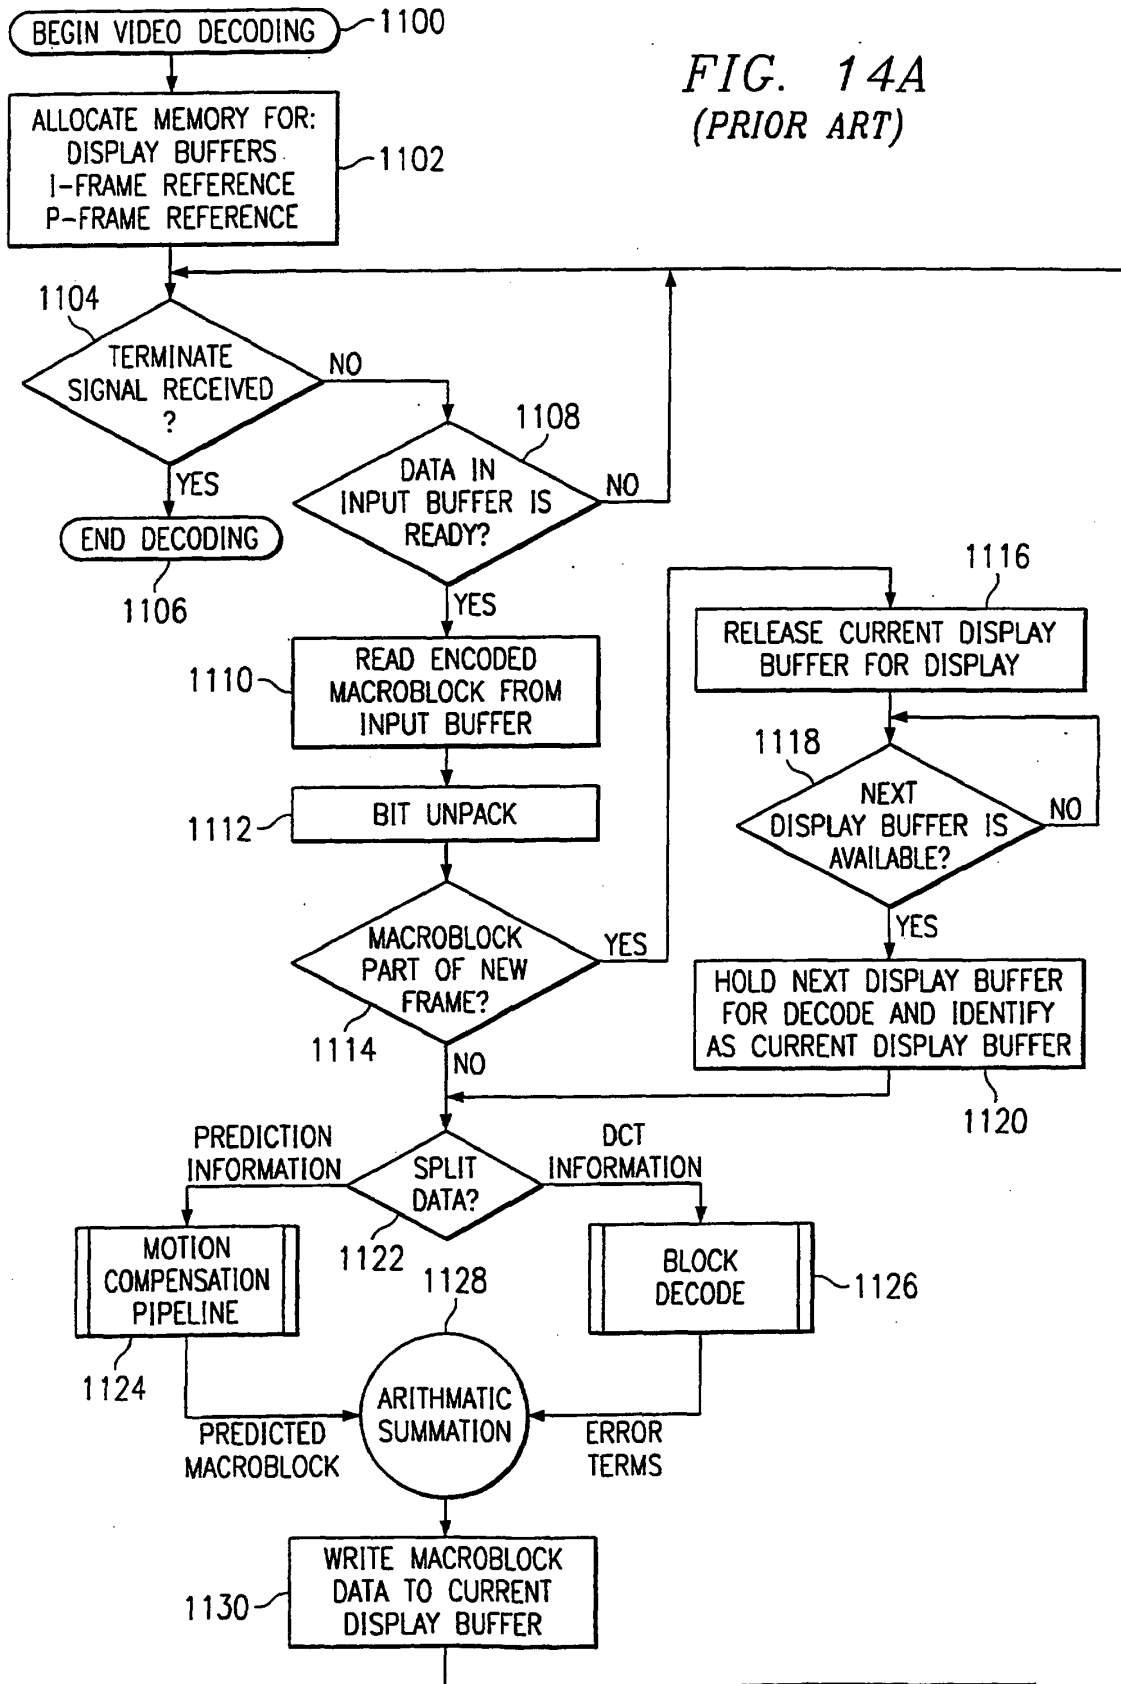 BEGIN VIDEO DECODING
1100
FIG. 14A
(PRIOR ART)
ALLOCATE MEMORY FOR:
DISPLAY BUFFERS
I-FRAME REFERENCE
P-FRAME REFERENCE
1102
1104
TERMINATE
SIGNAL RECEIVED
?
NO
YES
END DECODING
1106
1108
DATA IN
INPUT BUFFER IS
READY?
NO
YES
1110
READ ENCODED
MACROBLOCK FROM
INPUT BUFFER
1112
BIT UNPACK
MACROBLOCK
PART OF NEW
FRAME?
1114
YES
NO
1116
RELEASE CURRENT DISPLAY
BUFFER FOR DISPLAY
1118
NEXT
DISPLAY BUFFER IS
AVAILABLE?
NO
YES
HOLD NEXT DISPLAY BUFFER
FOR DECODE AND IDENTIFY
AS CURRENT DISPLAY BUFFER
1120
PREDICTION
INFORMATION
SPLIT
DATA?
1122
DCT
INFORMATION
MOTION
COMPENSATION
PIPELINE
1124
BLOCK
DECODE
1126
1128
ARITHMATIC
SUMMATION
PREDICTED
MACROBLOCK
ERROR
TERMS
1130
WRITE MACROBLOCK
DATA TO CURRENT
DISPLAY BUFFER